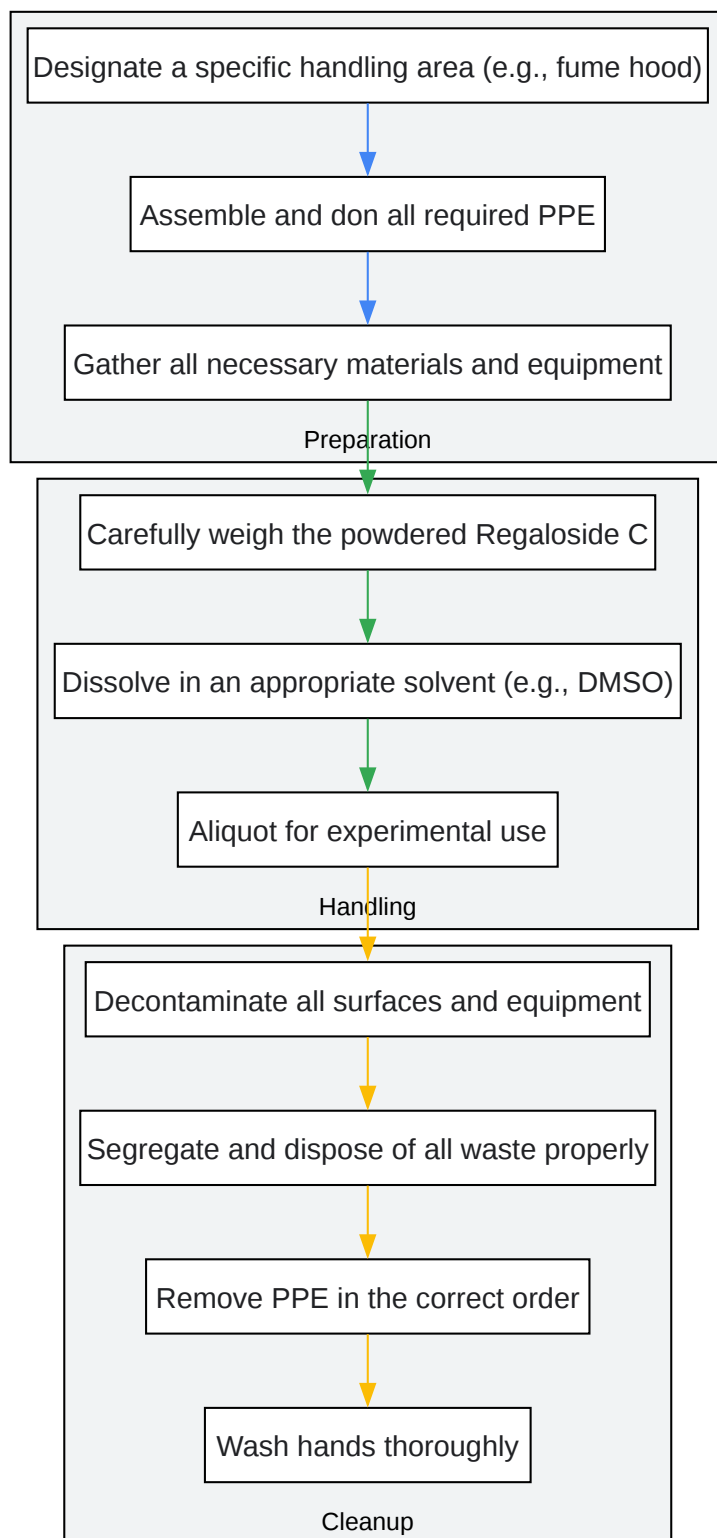 Designate a specific handling area (e.g., fume hood)
Assemble and don all required PPE
Gather all necessary materials and equipment
Preparation
Carefully weigh the powdered Regaloside C
Dissolve in an appropriate solvent (e.g., DMSO)
Aliquot for experimental use
Handling
Decontaminate all surfaces and equipment
Segregate and dispose of all waste properly
Remove PPE in the correct order
Wash hands thoroughly
Cleanup